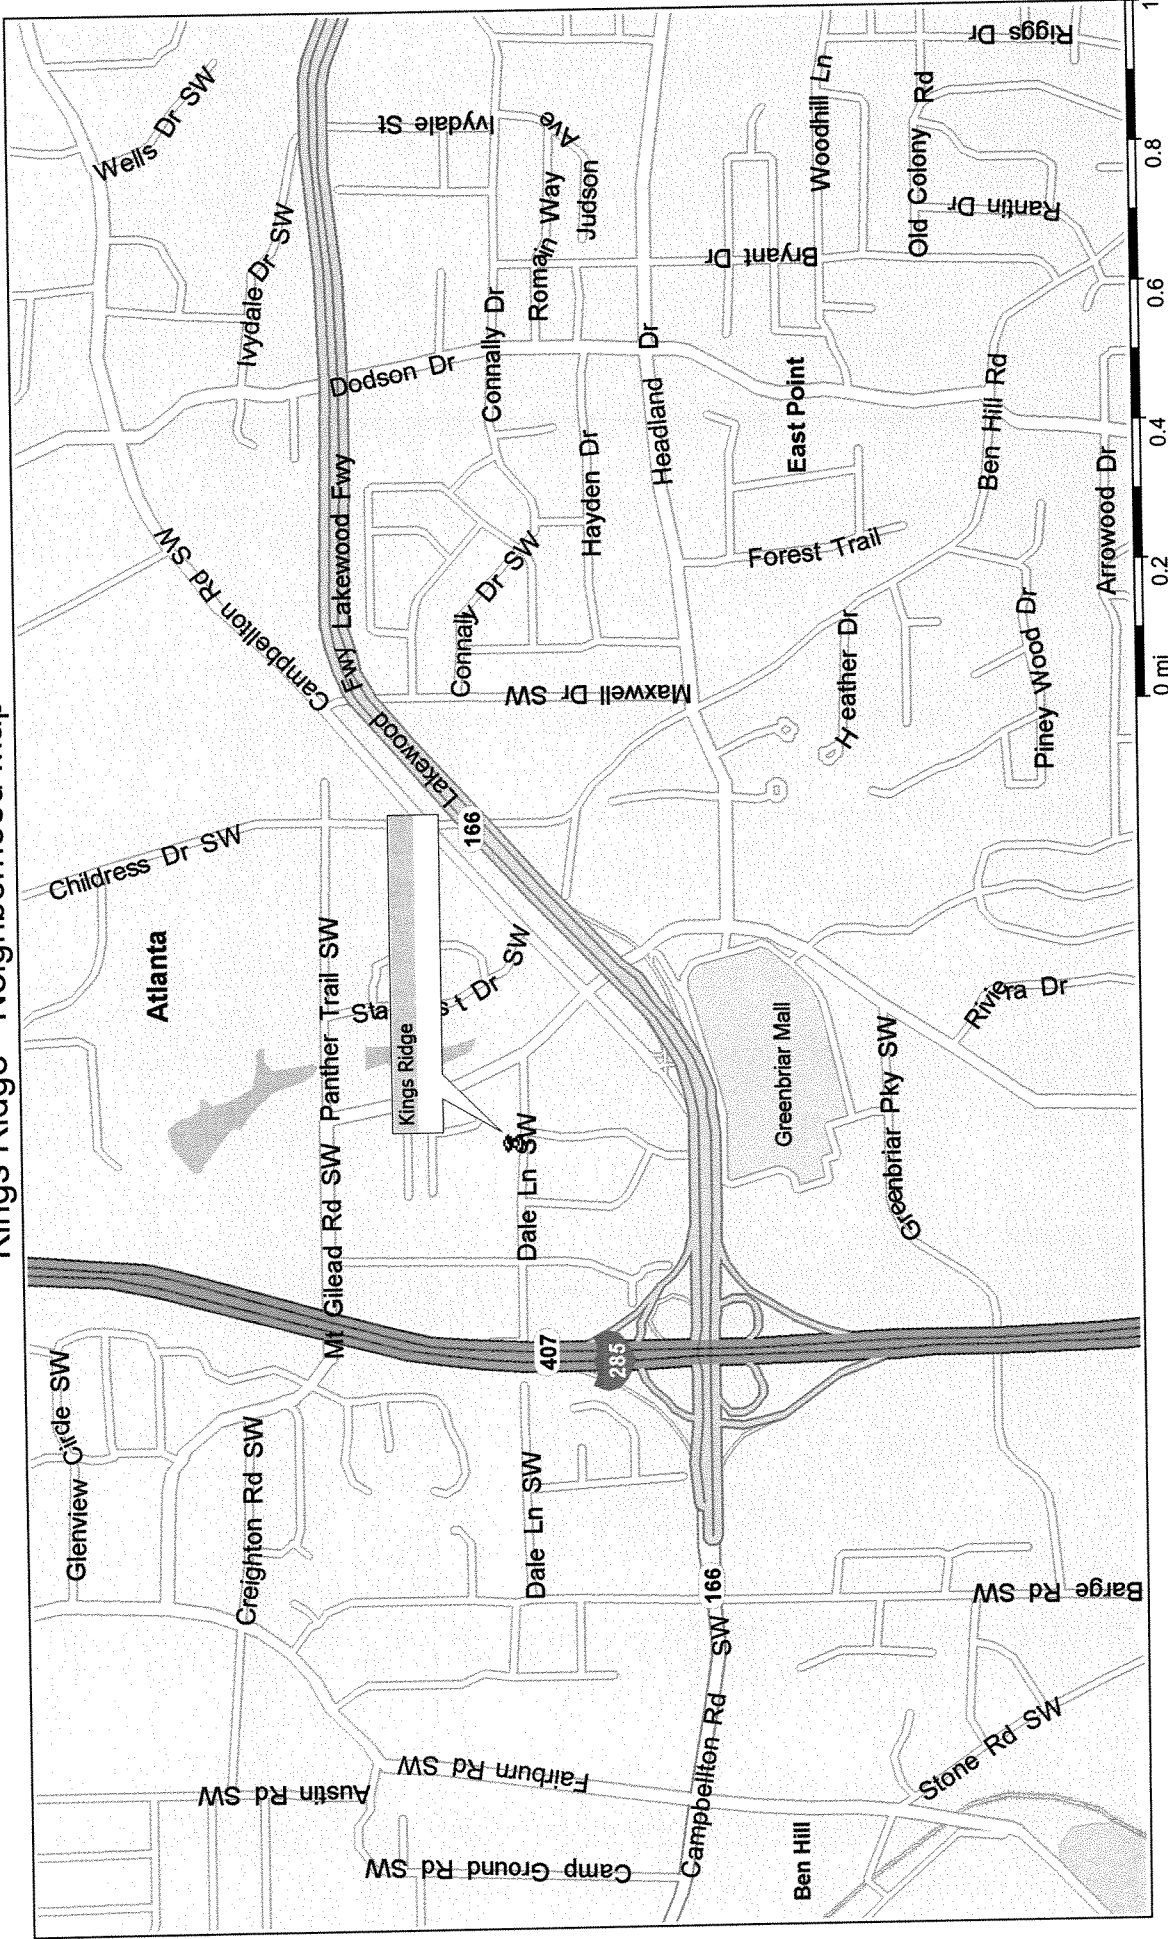 Kings Ridge
Wells Dr SW
Ivydale Dr SW
Campbellton Rd SW
Childress Dr SW
Atlanta
Panther Trail SW
Mt Gilead Rd SW
Glenview Circle SW
Creighton Rd SW
Austin Rd SW
Ivydale St
Dodson Dr
Lakewood Fwy
Lakewood Fwy
166
Kings Ridge
Dale Ln SW
407
285
Dale Ln SW
Fairburn Rd SW
Camp Ground Rd SW
Connally Dr
Connally Dr SW
Romain Way
Judson Ave
Hayden Dr
Headland Dr
Maxwell Dr SW
Bryant Dr
Woodhill Ln
East Point
Forest Trail
Heather Dr
Greenbriar Mall
Greenbriar Pky SW
166
Campbellton Rd SW
Ben Hill
Riggs Dr
Old Colony Rd
Rantin Dr
Ben Hill Rd
Piney Wood Dr
Arrowood Dr
Riviera Dr
Barge Rd SW
Stone Rd SW
0 mi 0.2 0.4 0.6 0.8